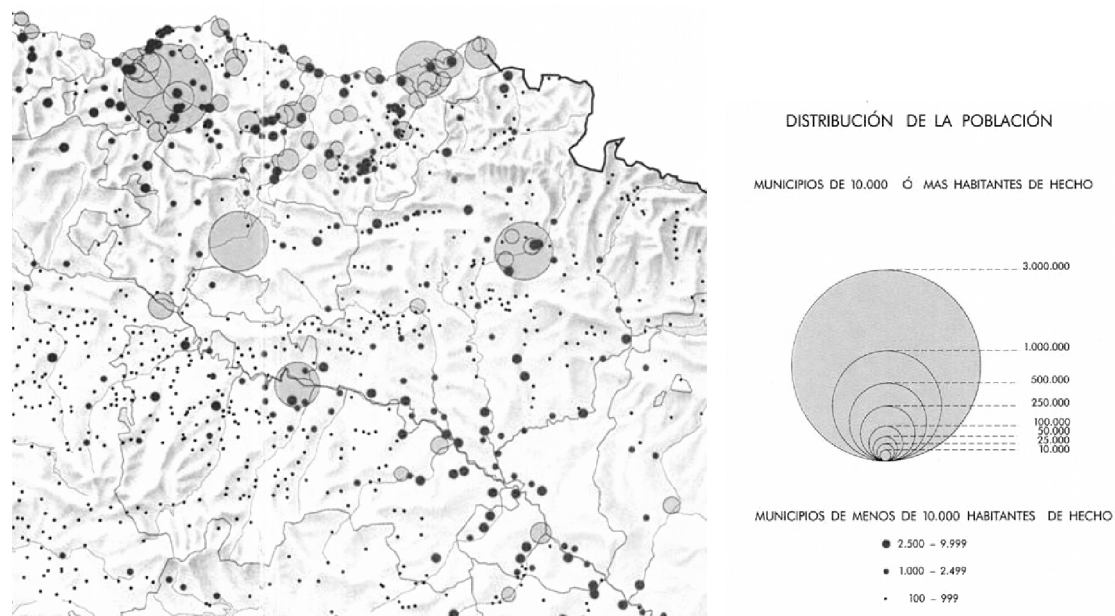 DISTRIBUCIÓN DE LA POBLACIÓN
MUNICIPIOS DE 10.000 Ó MAS HABITANTES DE HECHO
3.000.000
1.000.000
500.000
250.000
100.000
50.000
25.000
10.000
MUNICIPIOS DE MENOS DE 10.000 HABITANTES DE HECHO
2.500 - 9.999
1.000 - 2.499
100 - 999